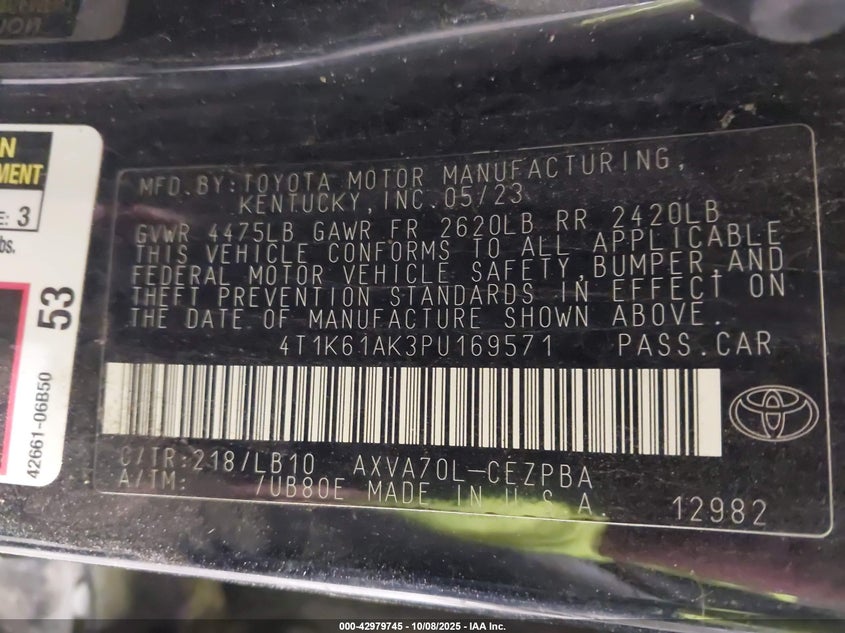 N
MENT
E: 3
bs.
53
42661-06B50
MFD.BY:TOYOTA MOTOR MANUFACTURING,
KENTUCKY, INC.05/23
GVWR 4475LB GAWR FR 2620LB RR 2420LB
THIS VEHICLE CONFORMS TO ALL APPLICABLE
FEDERAL MOTOR VEHICLE SAFETY,BUMPER,AND
THEFT PREVENTION STANDARDS IN EFFECT ON
THE DATE OF MANUFACTURE SHOWN ABOVE.
4T1K61AK3PU169571 PASS.CAR
C/TR:218/LB10 AXVA70L-CEZPBA
A/TM: /UB80E MADE IN U.S.A. 12982
000-42979745 - 10/08/2025 - IAA Inc.